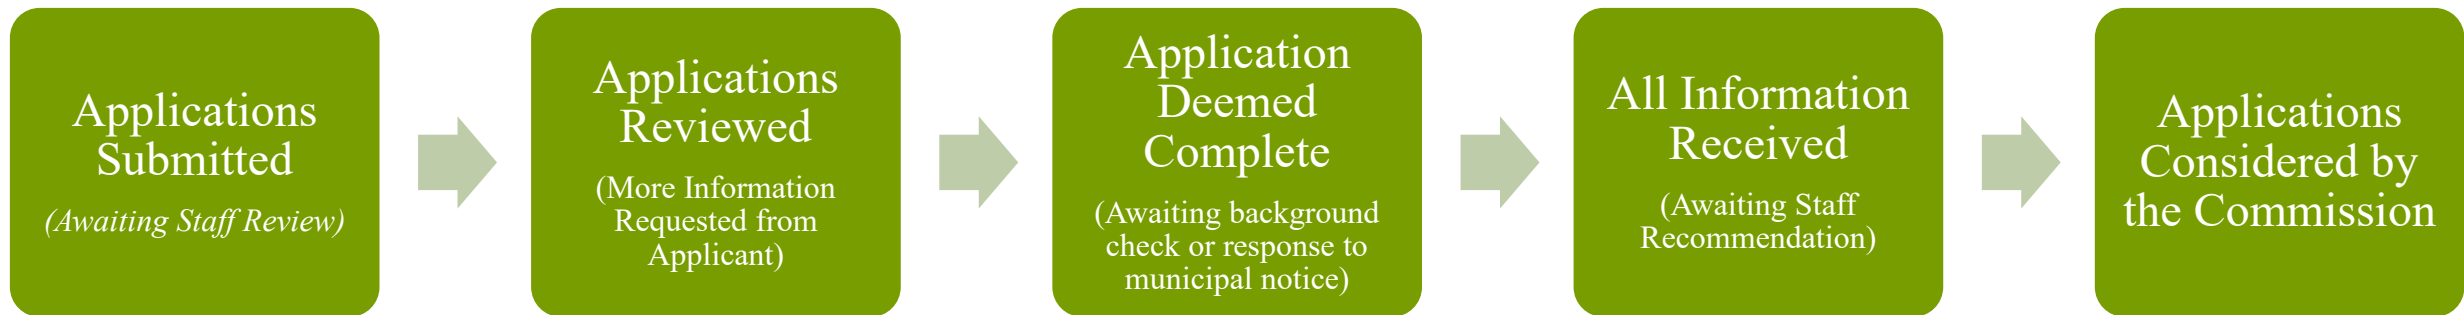 Applications
Submitted
(Awaiting Staff Review)
Applications
Reviewed
(More Information
Requested from
Applicant)
Application
Deemed
Complete
(Awaiting background
check or response to
municipal notice)
All Information
Received
(Awaiting Staff
Recommendation)
Applications
Considered by
the Commission